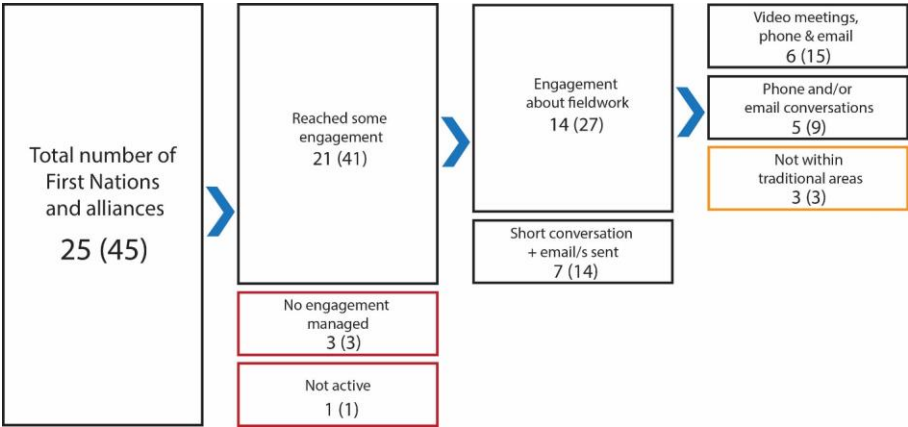 Total number of
First Nations
and alliances
25 (45)
Reached some
engagement
21 (41)
No engagement
managed
3 (3)
Not active
1 (1)
Engagement
about fieldwork
14 (27)
Short conversation
+ email/s sent
7 (14)
Video meetings,
phone & email
6 (15)
Phone and/or
email conversations
5 (9)
Not within
traditional areas
3 (3)